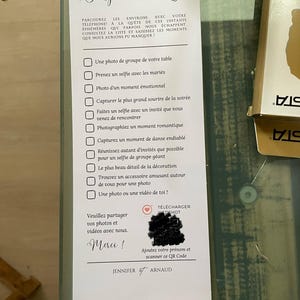 PARCOUREZ LES ENVIRONS AVEC VOTRE
TÉLÉPHONE À LA QUÊTE DE CES INSTANTS
ÉPHÉMÈRES QUI PARFOIS NOUS ÉCHAPPENT.
CONSULTEZ LA LISTE ET SAISISSEZ LES MOMENTS
QUE NOUS AURIONS PU MANQUER !
Une photo de groupe de votre table
Prenez un selfie avec les mariés
Photo d'un moment émotionnel
Capturer le plus grand sourire de la soirée
Faites un selfie avec un invité que vous
venez de rencontrer
Photographiez un moment romantique
Capturez un moment de danse endiablé
Réunissez autant d'invités que possible
pour un selfie de groupe géant
Le plus beau détail de la décoration
Trouvez un accessoire amusant autour
de vous pour une photo
Une photo ou une vidéo de toi !
TÉLÉCHARGER
Veuillez partager
vos photos et
vidéos avec nous.
Merci !
Ajoutez votre prénom et
scannez ce QR Code
JENNIFER & ARNAUD